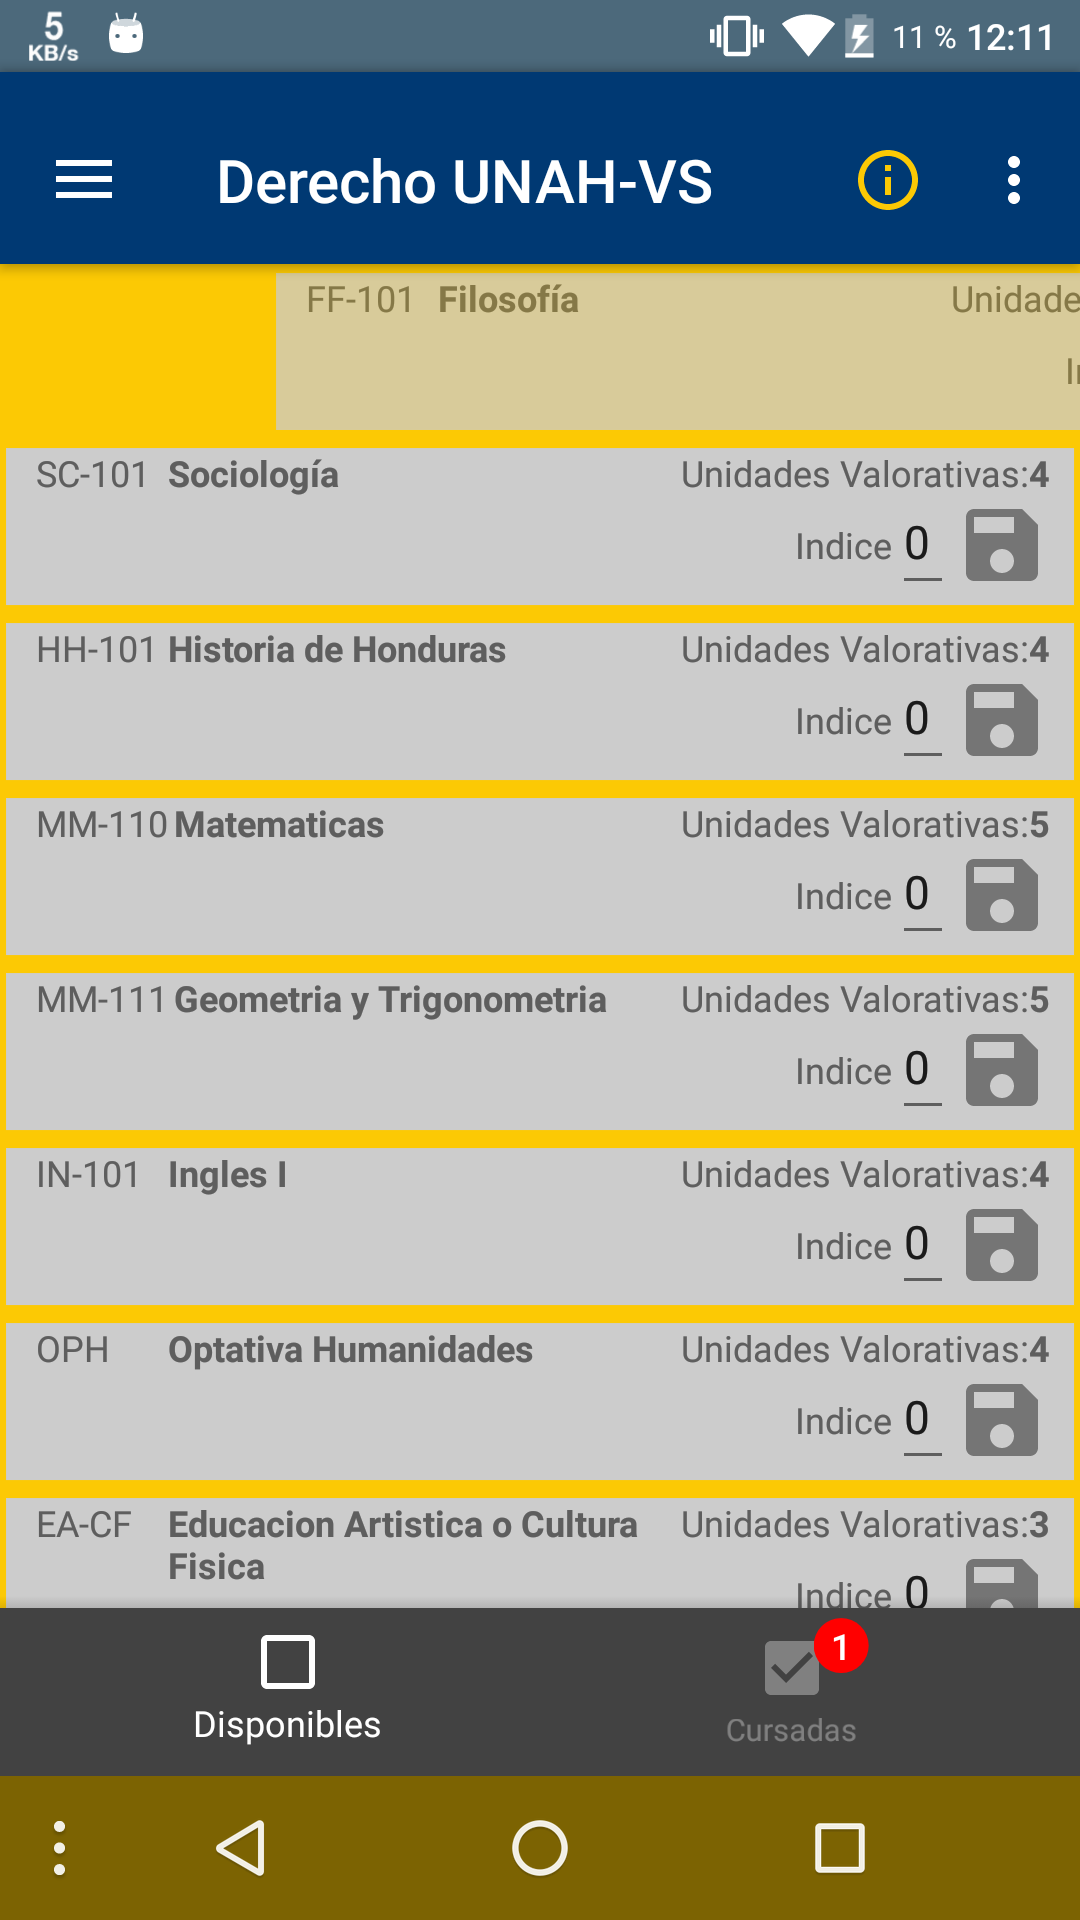 5
KB/s
11 % 12:11
Derecho UNAH-VS
FF-101 Filosofía Unidade
SC-101 Sociología Unidades Valorativas:4
Indice 0
HH-101 Historia de Honduras Unidades Valorativas:4
Indice 0
MM-110 Matematicas Unidades Valorativas:5
Indice 0
MM-111 Geometria y Trigonometria Unidades Valorativas:5
Indice 0
IN-101 Ingles I Unidades Valorativas:4
Indice 0
OPH Optativa Humanidades Unidades Valorativas:4
Indice 0
EA-CF Educacion Artistica o Cultura Unidades Valorativas:3
Fisica
Indice 0
1
Disponibles Cursadas